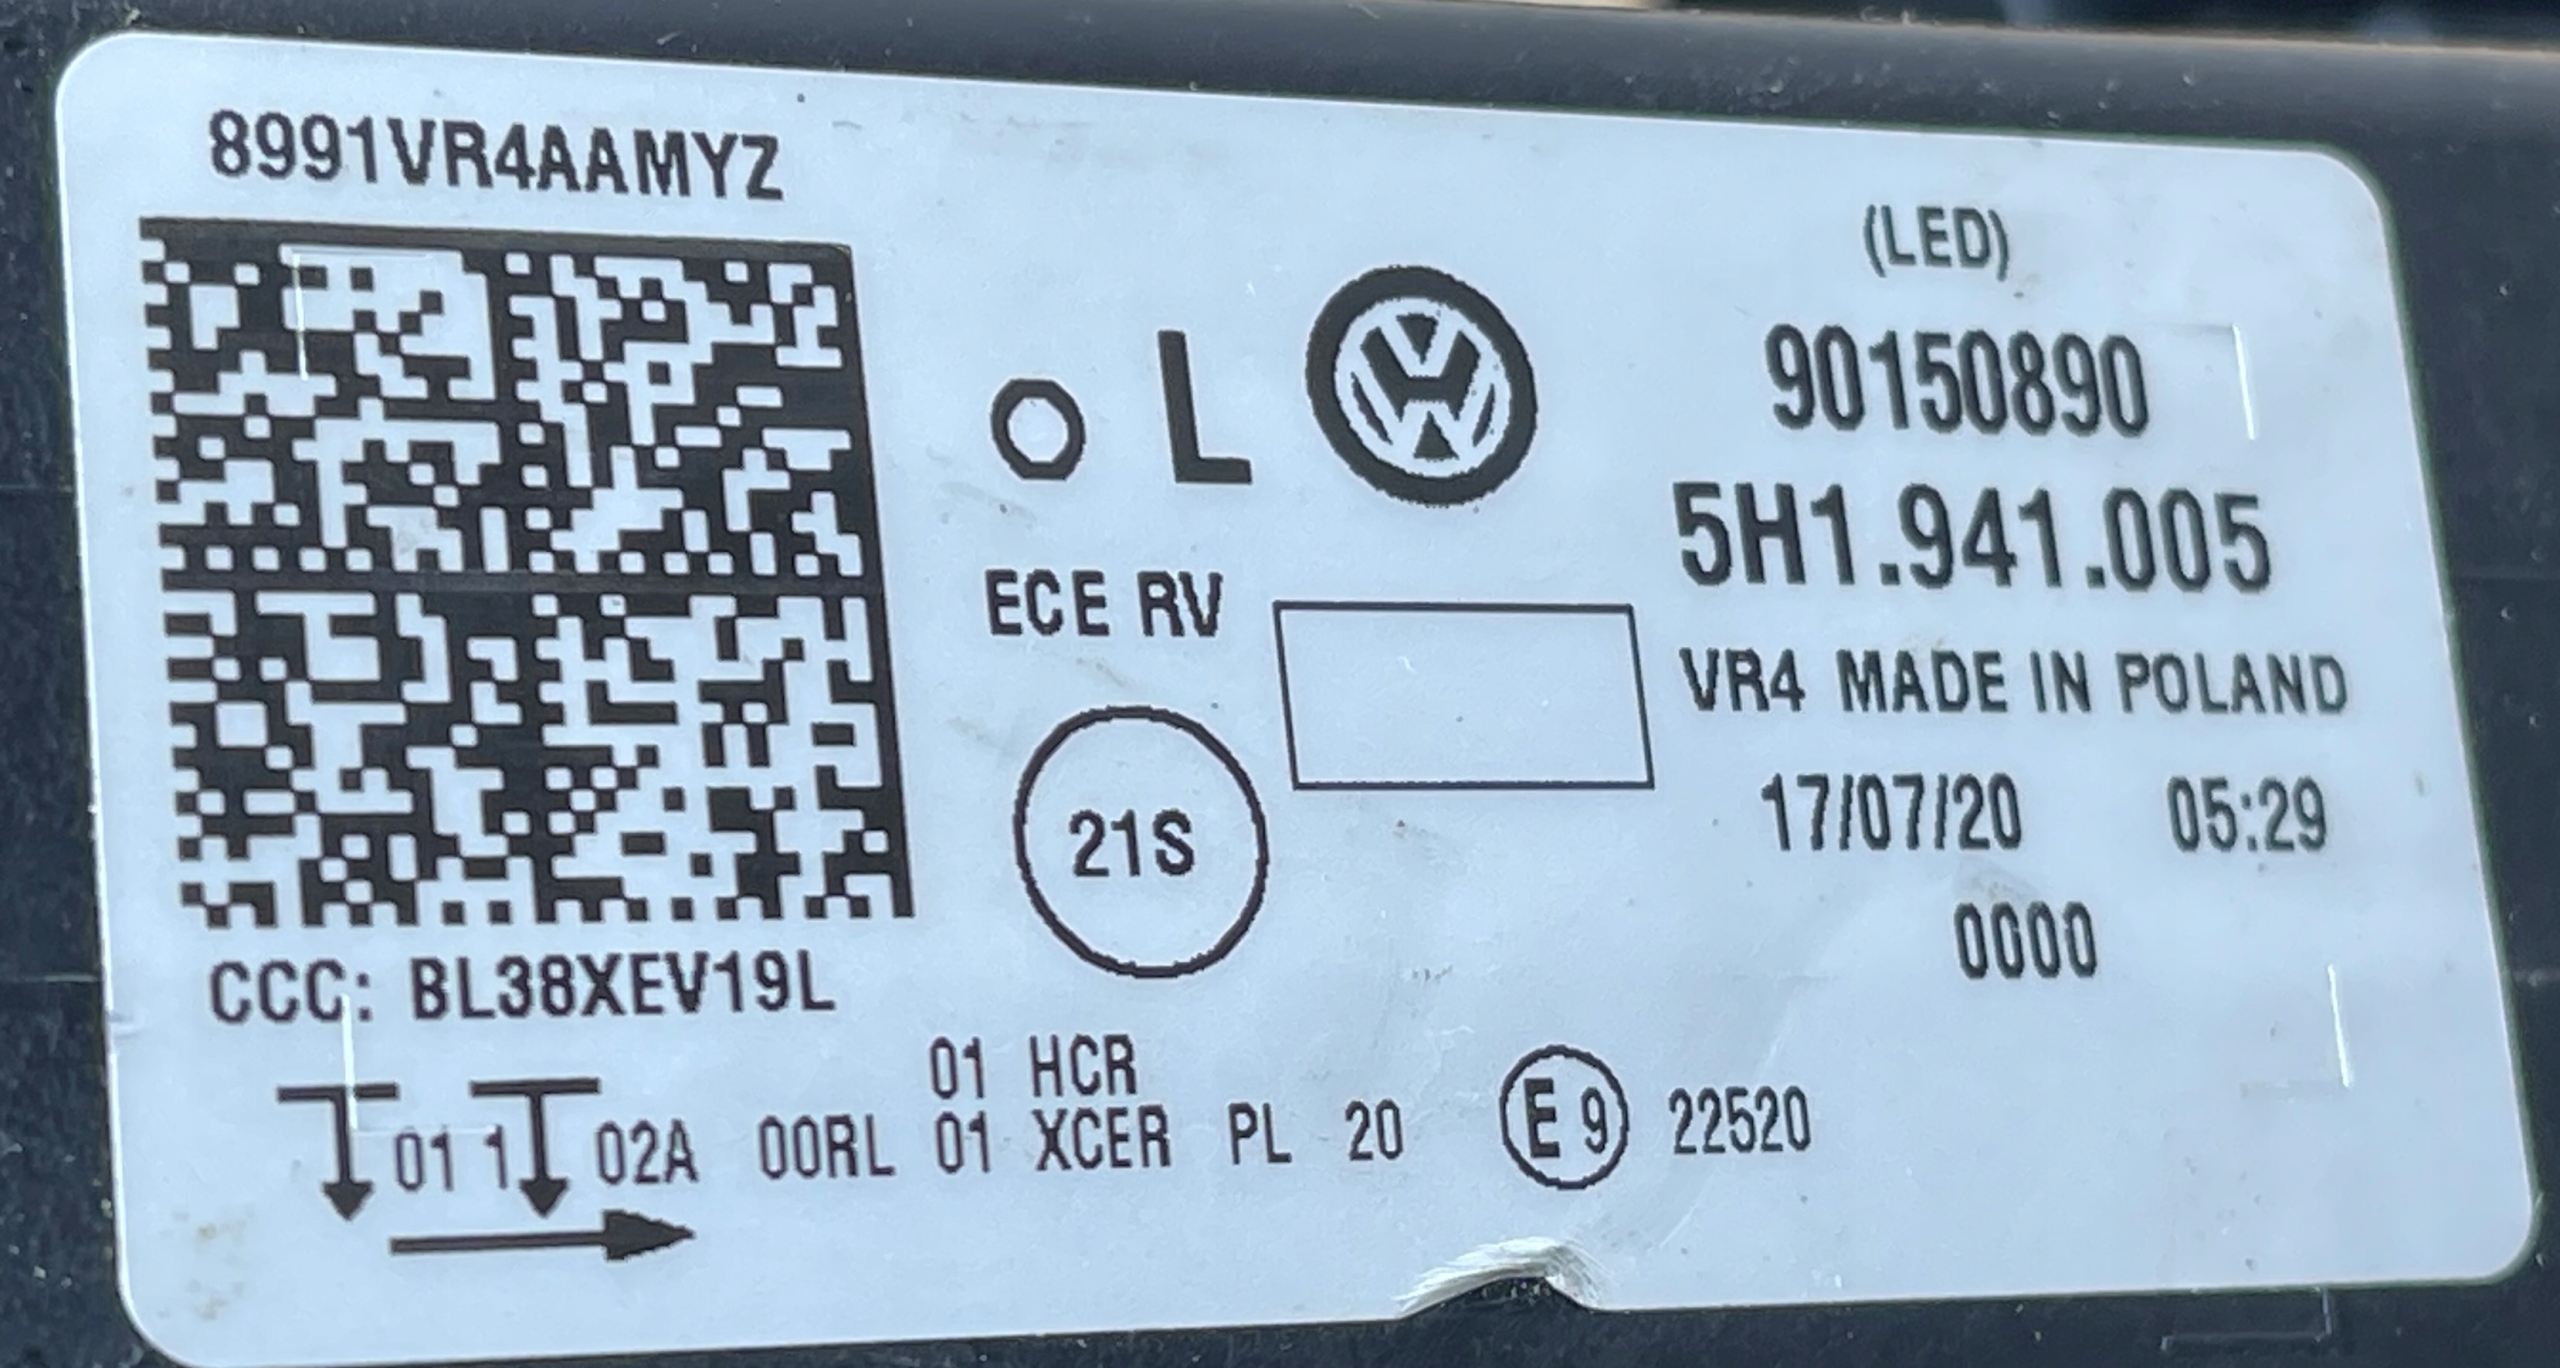 8991VR4AAMYZ
(LED)
O L
90150890
5H1.941.005
ECE RV
VR4 MADE IN POLAND
21S
17/07/20 05:29
0000
CCC: BL38XEV19L
01 HCR
01 1 02A 00RL 01 XCER PL 20 E 9 22520